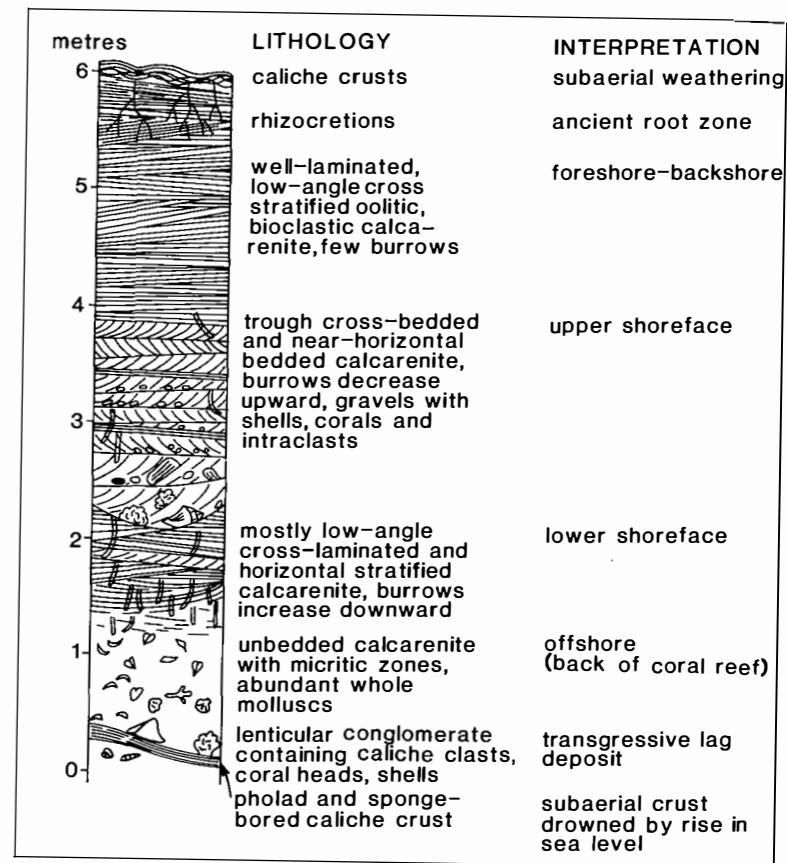 metres
LITHOLOGY
INTERPRETATION
6
caliche crusts
subaerial weathering
rhizocretions
ancient root zone
5
well-laminated,
low-angle cross
stratified oolitic,
bioclastic calca-
renite, few burrows
foreshore-backshore
4
trough cross-bedded
and near-horizontal
bedded calcarenite,
burrows decrease
upward, gravels with
shells, corals and
intraclasts
upper shoreface
3
2
mostly low-angle
cross-laminated and
horizontal stratified
calcarenite, burrows
increase downward
lower shoreface
1
unbedded calcarenite
with micritic zones,
abundant whole
molluscs
offshore
(back of coral reef)
lenticular conglomerate
containing caliche clasts,
coral heads, shells
transgressive lag
deposit
0
pholad and sponge-
bored caliche crust
subaerial crust
drowned by rise in
sea level